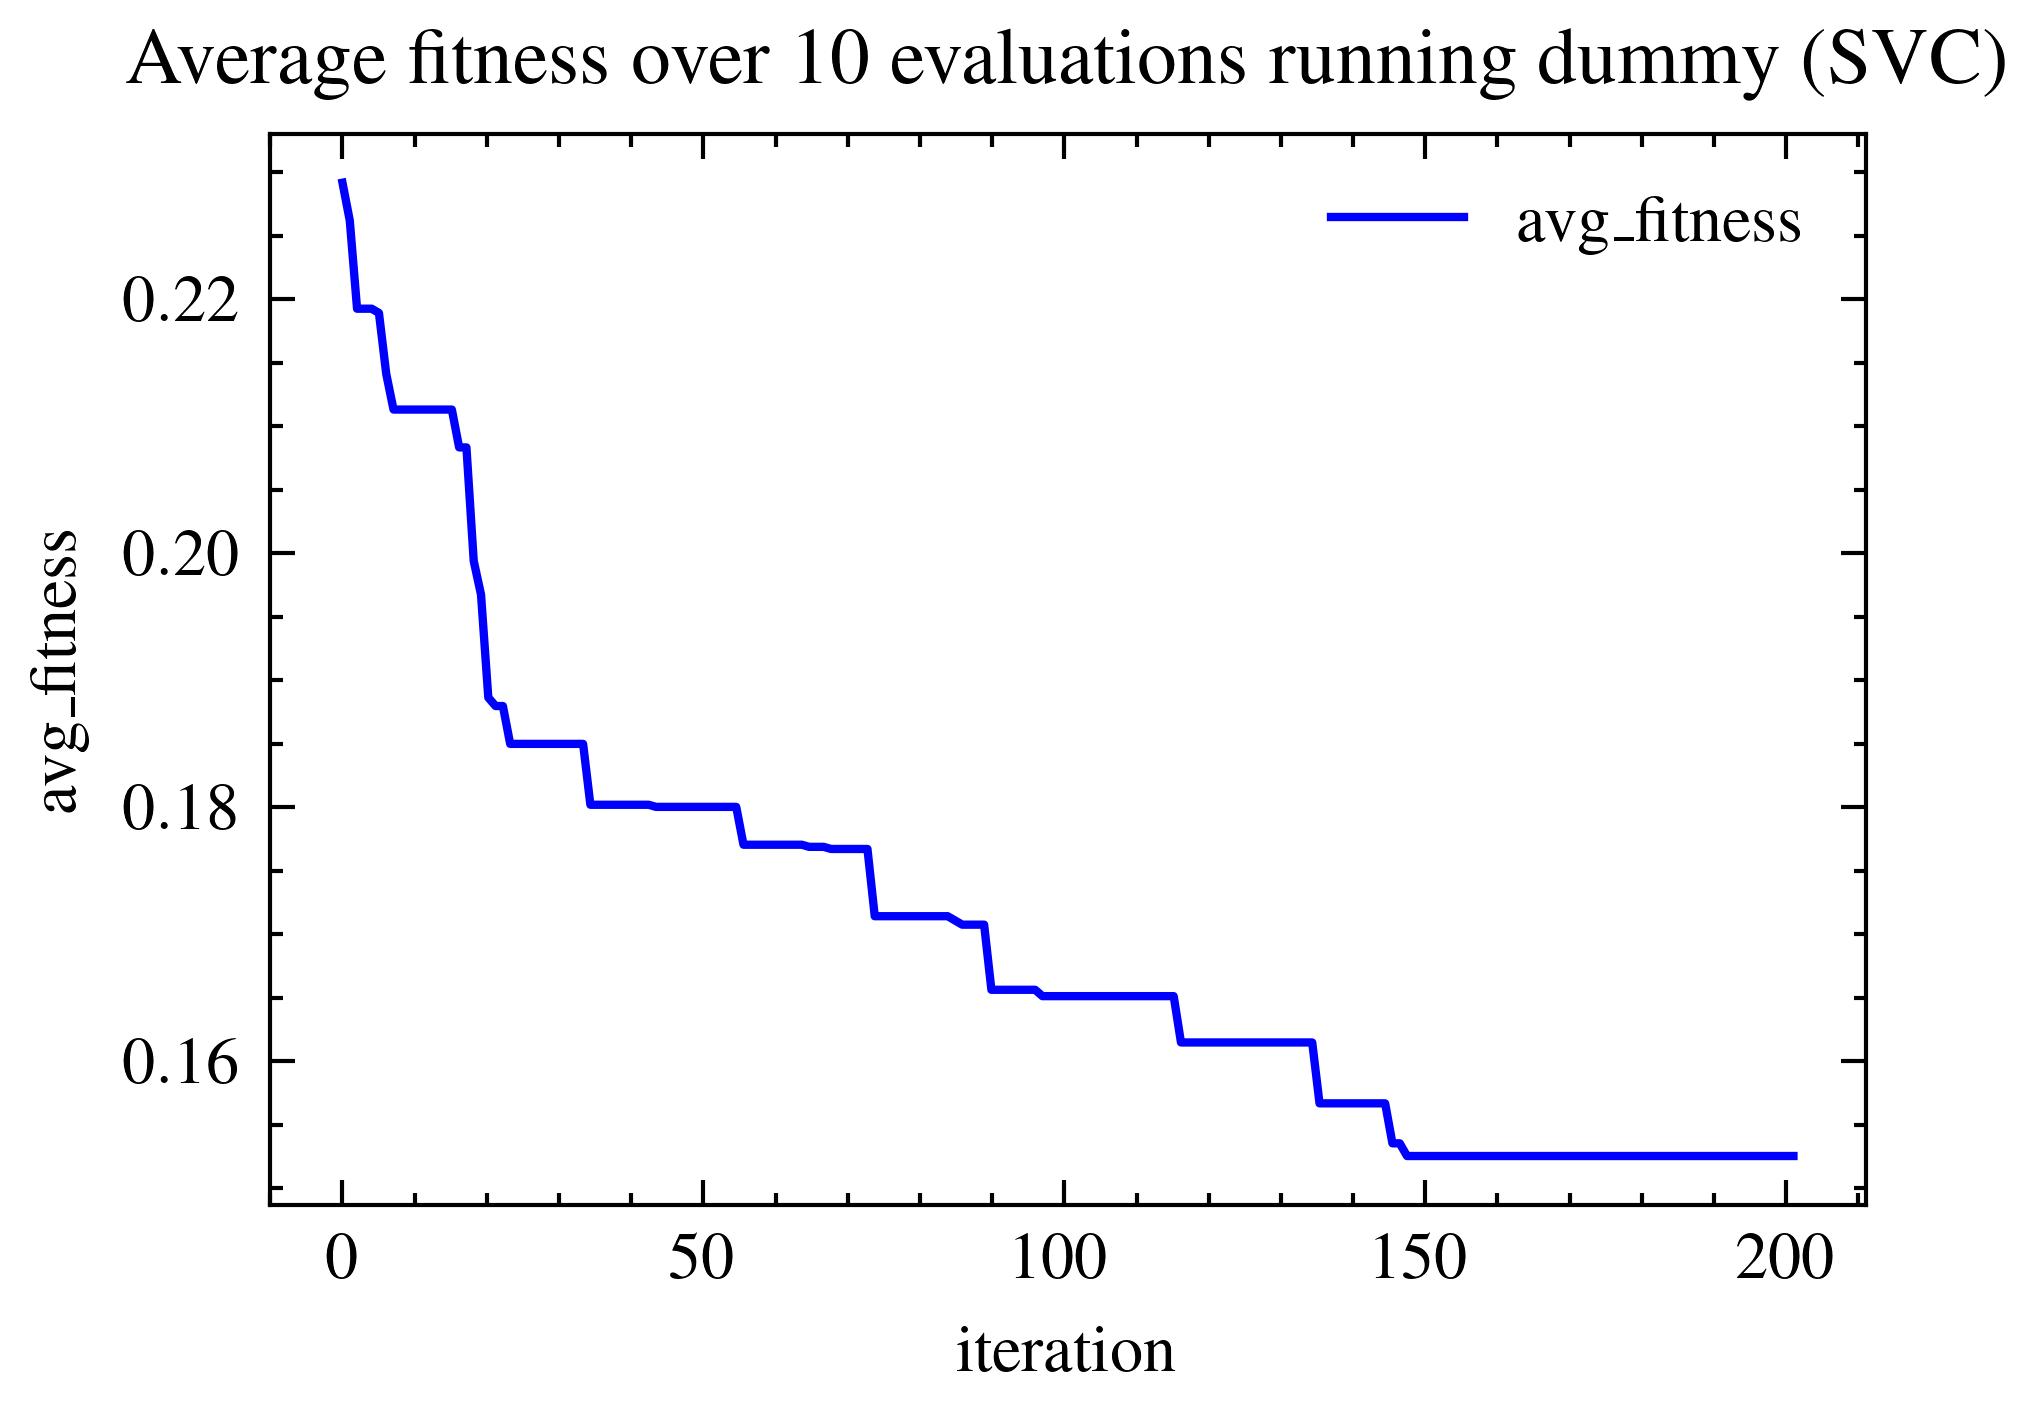 Average fitness over 10 evaluations running dummy (SVC)
avg_fitness
0.22
0.20
0.18
0.16
avg_fitness
0 50 100 150 200
iteration